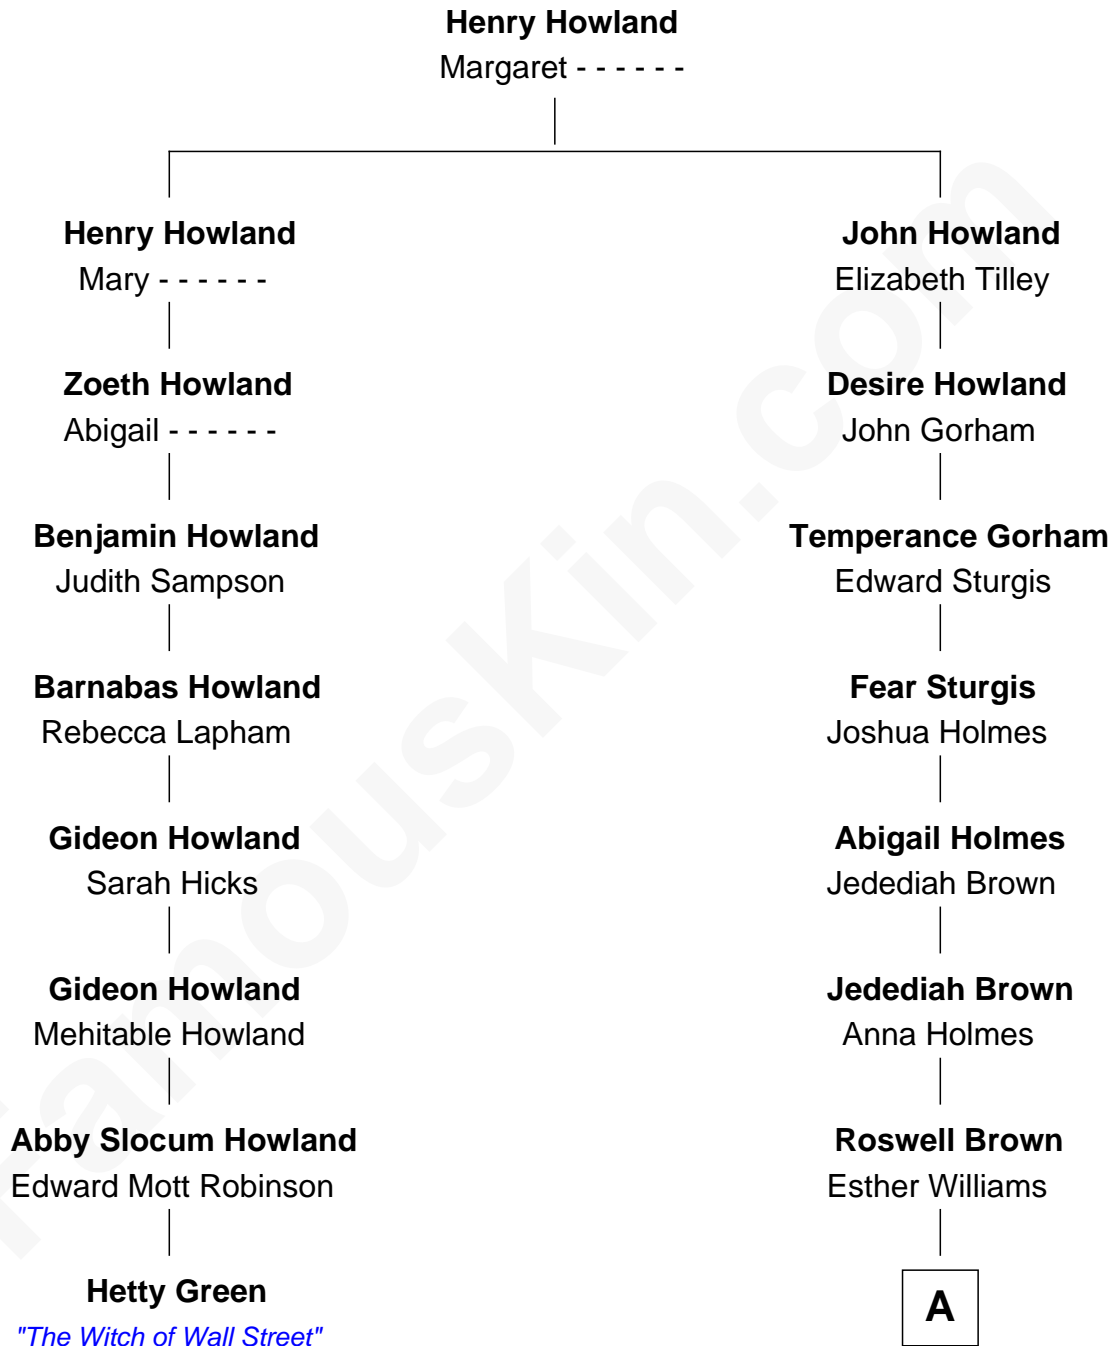 Henry Howland
Margaret - - - - - -
Henry Howland
Mary - - - - - -
John Howland
Elizabeth Tilley
Zoeth Howland
Abigail - - - - - -
Desire Howland
John Gorham
Benjamin Howland
Judith Sampson
Temperance Gorham
Edward Sturgis
Barnabas Howland
Rebecca Lapham
Fear Sturgis
Joshua Holmes
Gideon Howland
Sarah Hicks
Abigail Holmes
Jedediah Brown
Gideon Howland
Mehitable Howland
Jedediah Brown
Anna Holmes
Abby Slocum Howland
Edward Mott Robinson
Roswell Brown
Esther Williams
Hetty Green
"The Witch of Wall Street"
A
FamousKin.com